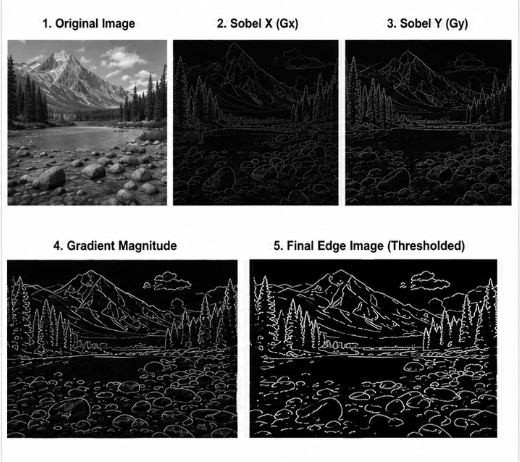 1. Original Image
2. Sobel X (Gx)
3. Sobel Y (Gy)
4. Gradient Magnitude
5. Final Edge Image (Thresholded)